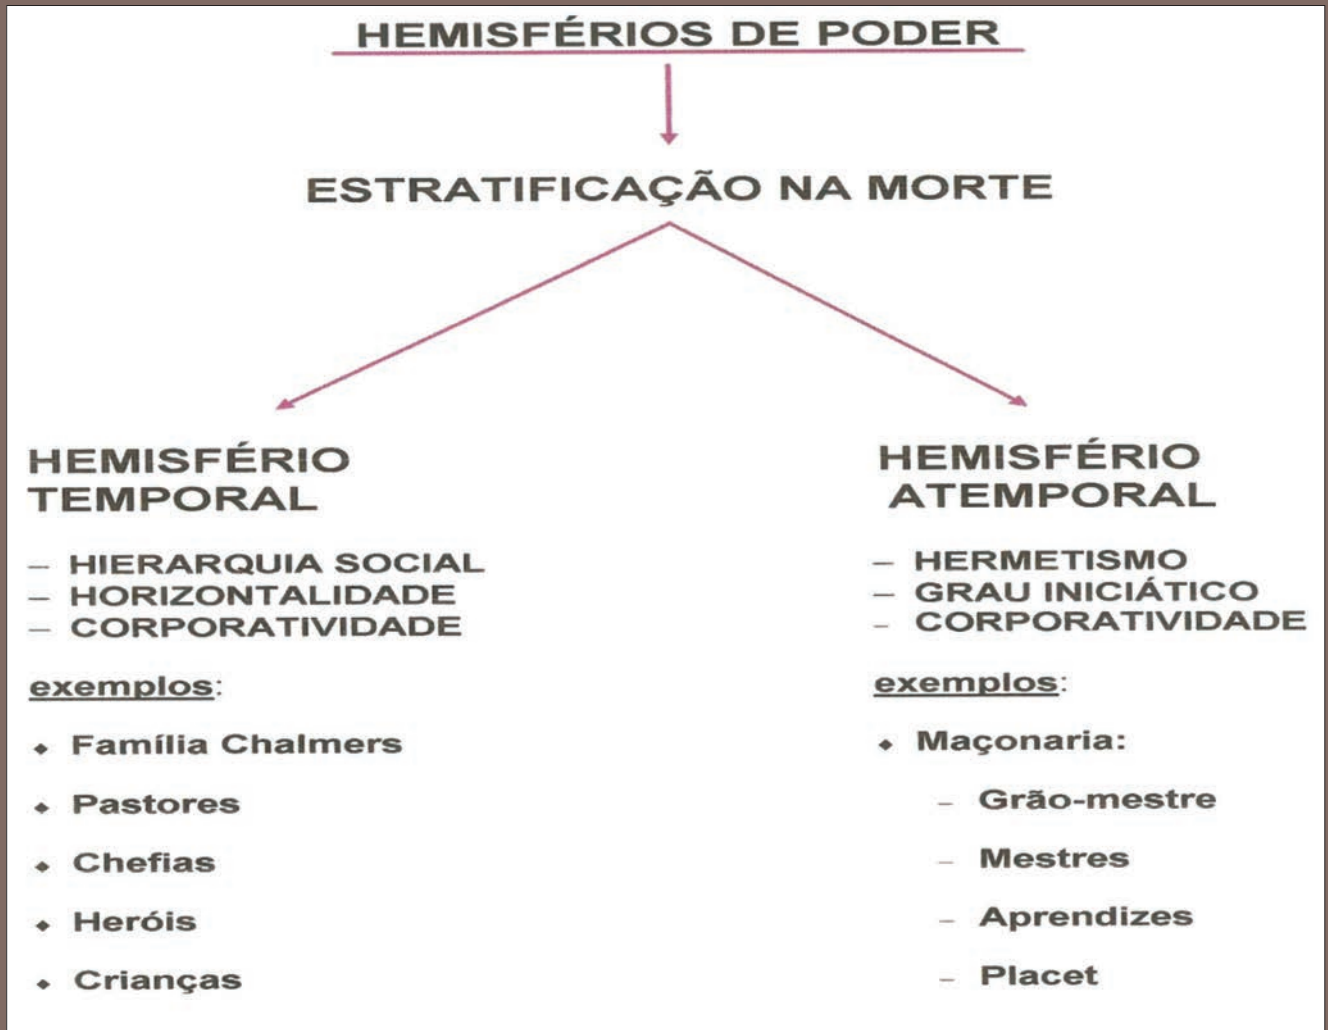 HEMISFÉRIOS DE PODER
ESTRATIFICAÇÃO NA MORTE
HEMISFÉRIO
TEMPORAL
– HIERARQUIA SOCIAL
– HORIZONTALIDADE
– CORPORATIVIDADE
exemplos:
◆ Família Chalmers
◆ Pastores
◆ Chefias
◆ Heróis
◆ Crianças
HEMISFÉRIO
ATEMPORAL
– HERMETISMO
– GRAU INICIÁTICO
– CORPORATIVIDADE
exemplos:
◆ Maçonaria:
– Grão-mestre
– Mestres
– Aprendizes
– Placet